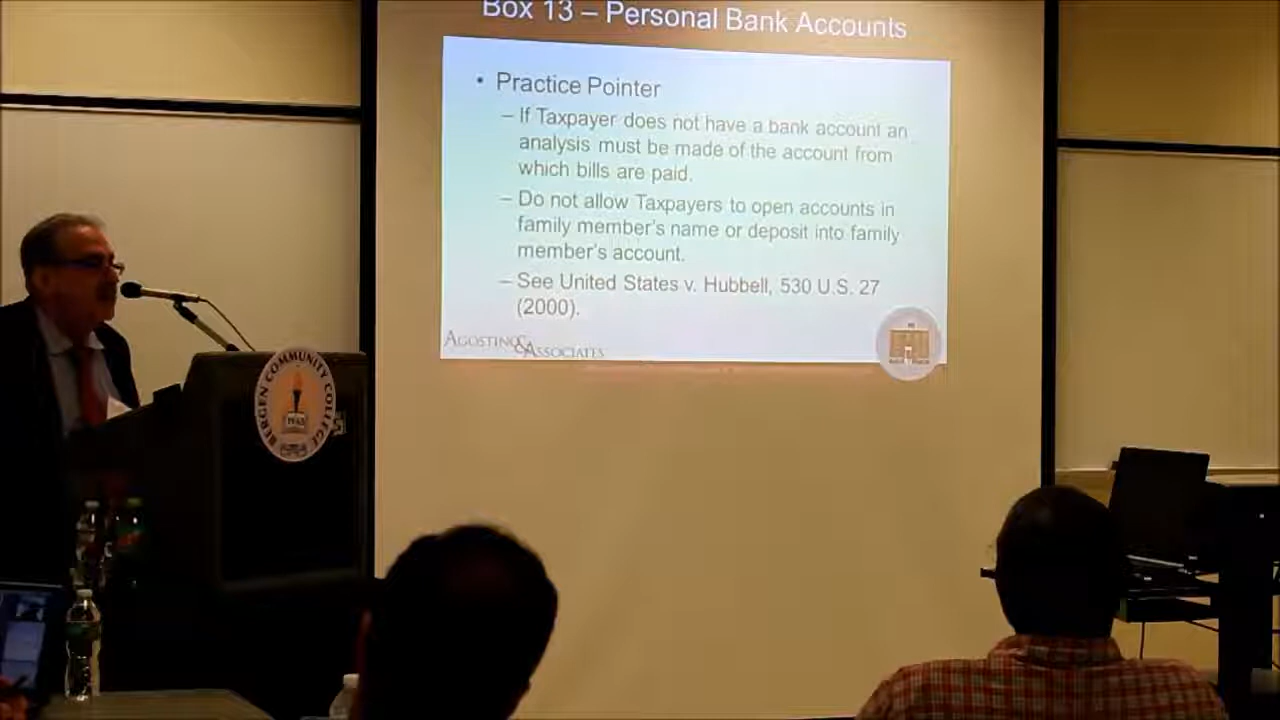 Box 13 – Personal Bank Accounts
• Practice Pointer
– If Taxpayer does not have a bank account an
analysis must be made of the account from
which bills are paid.
– Do not allow Taxpayers to open accounts in
family member's name or deposit into family
member's account.
– See United States v. Hubbell, 530 U.S. 27
(2000).
AGOSTINO & ASSOCIATES
BERGEN COMMUNITY COLLEGE